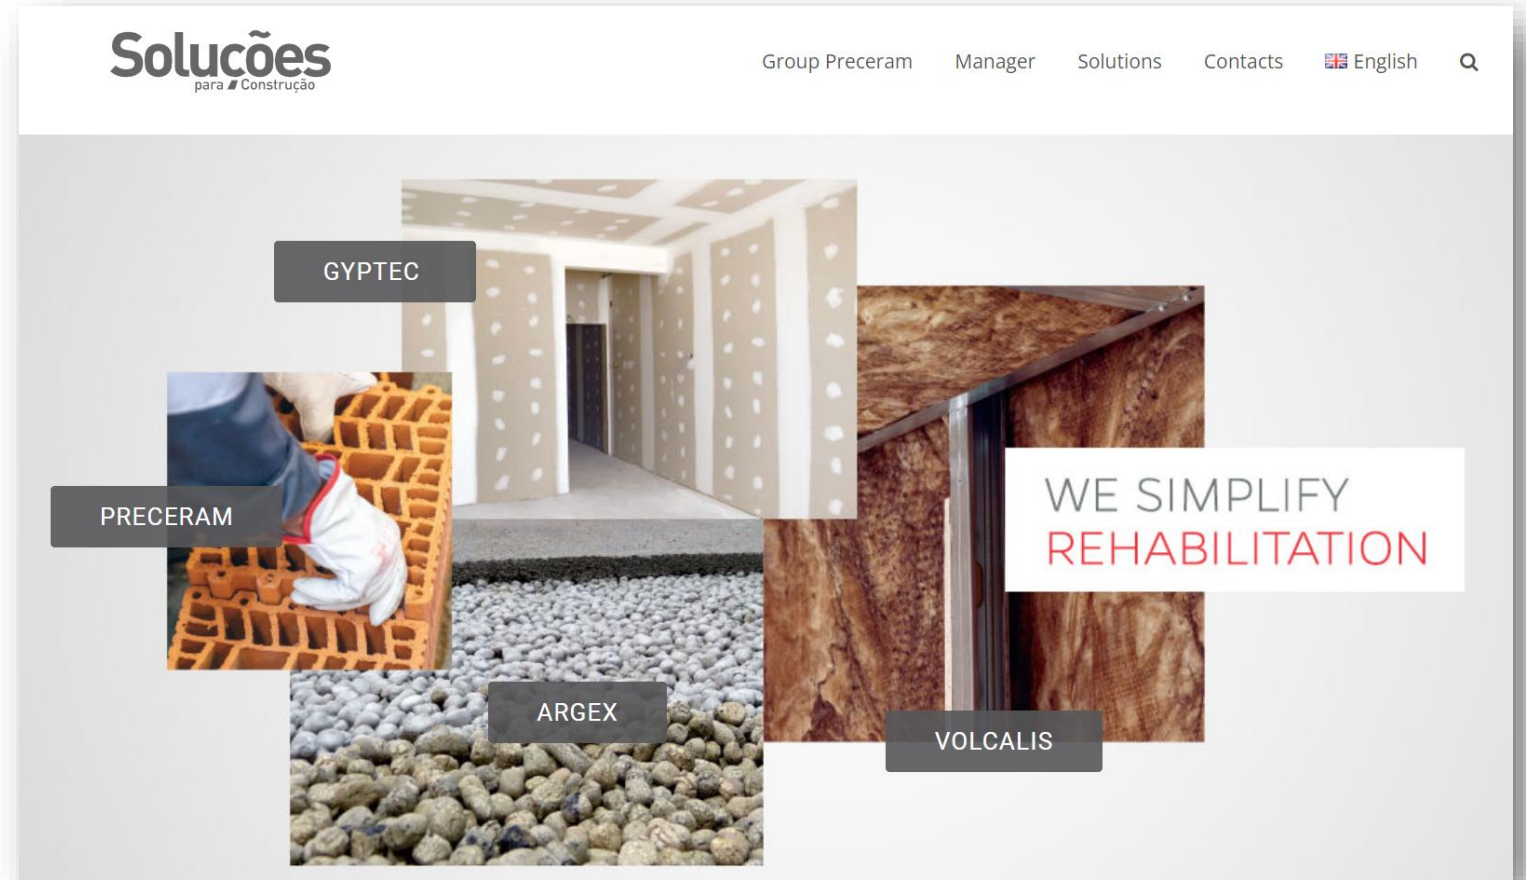 Soluções
para Construção
Group Preceram Manager Solutions Contacts English
GYPTEC
PRECERAM
WE SIMPLIFY
REHABILITATION
ARGEX
VOLCALIS